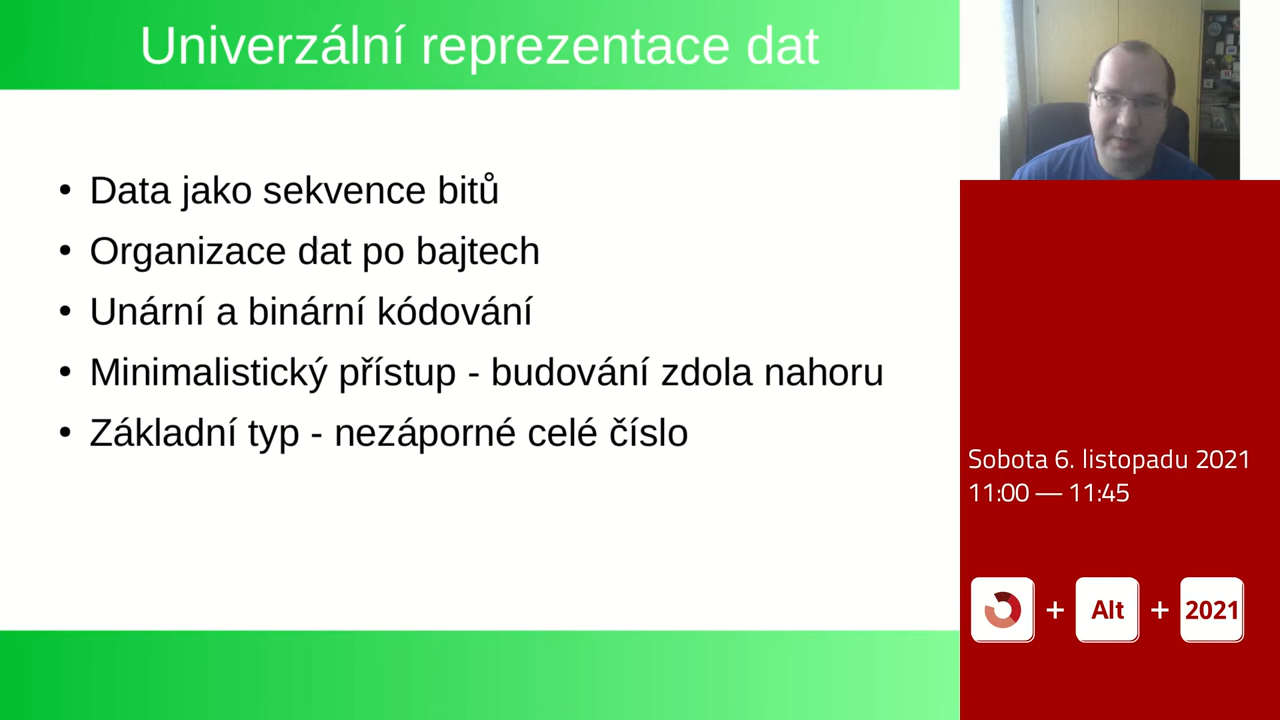 Univerzální reprezentace dat
• Data jako sekvence bitů
• Organizace dat po bajtech
• Unární a binární kódování
• Minimalistický přístup - budování zdola nahoru
• Základní typ - nezáporné celé číslo
Sobota 6. listopadu 2021
11:00 — 11:45
+ Alt + 2021